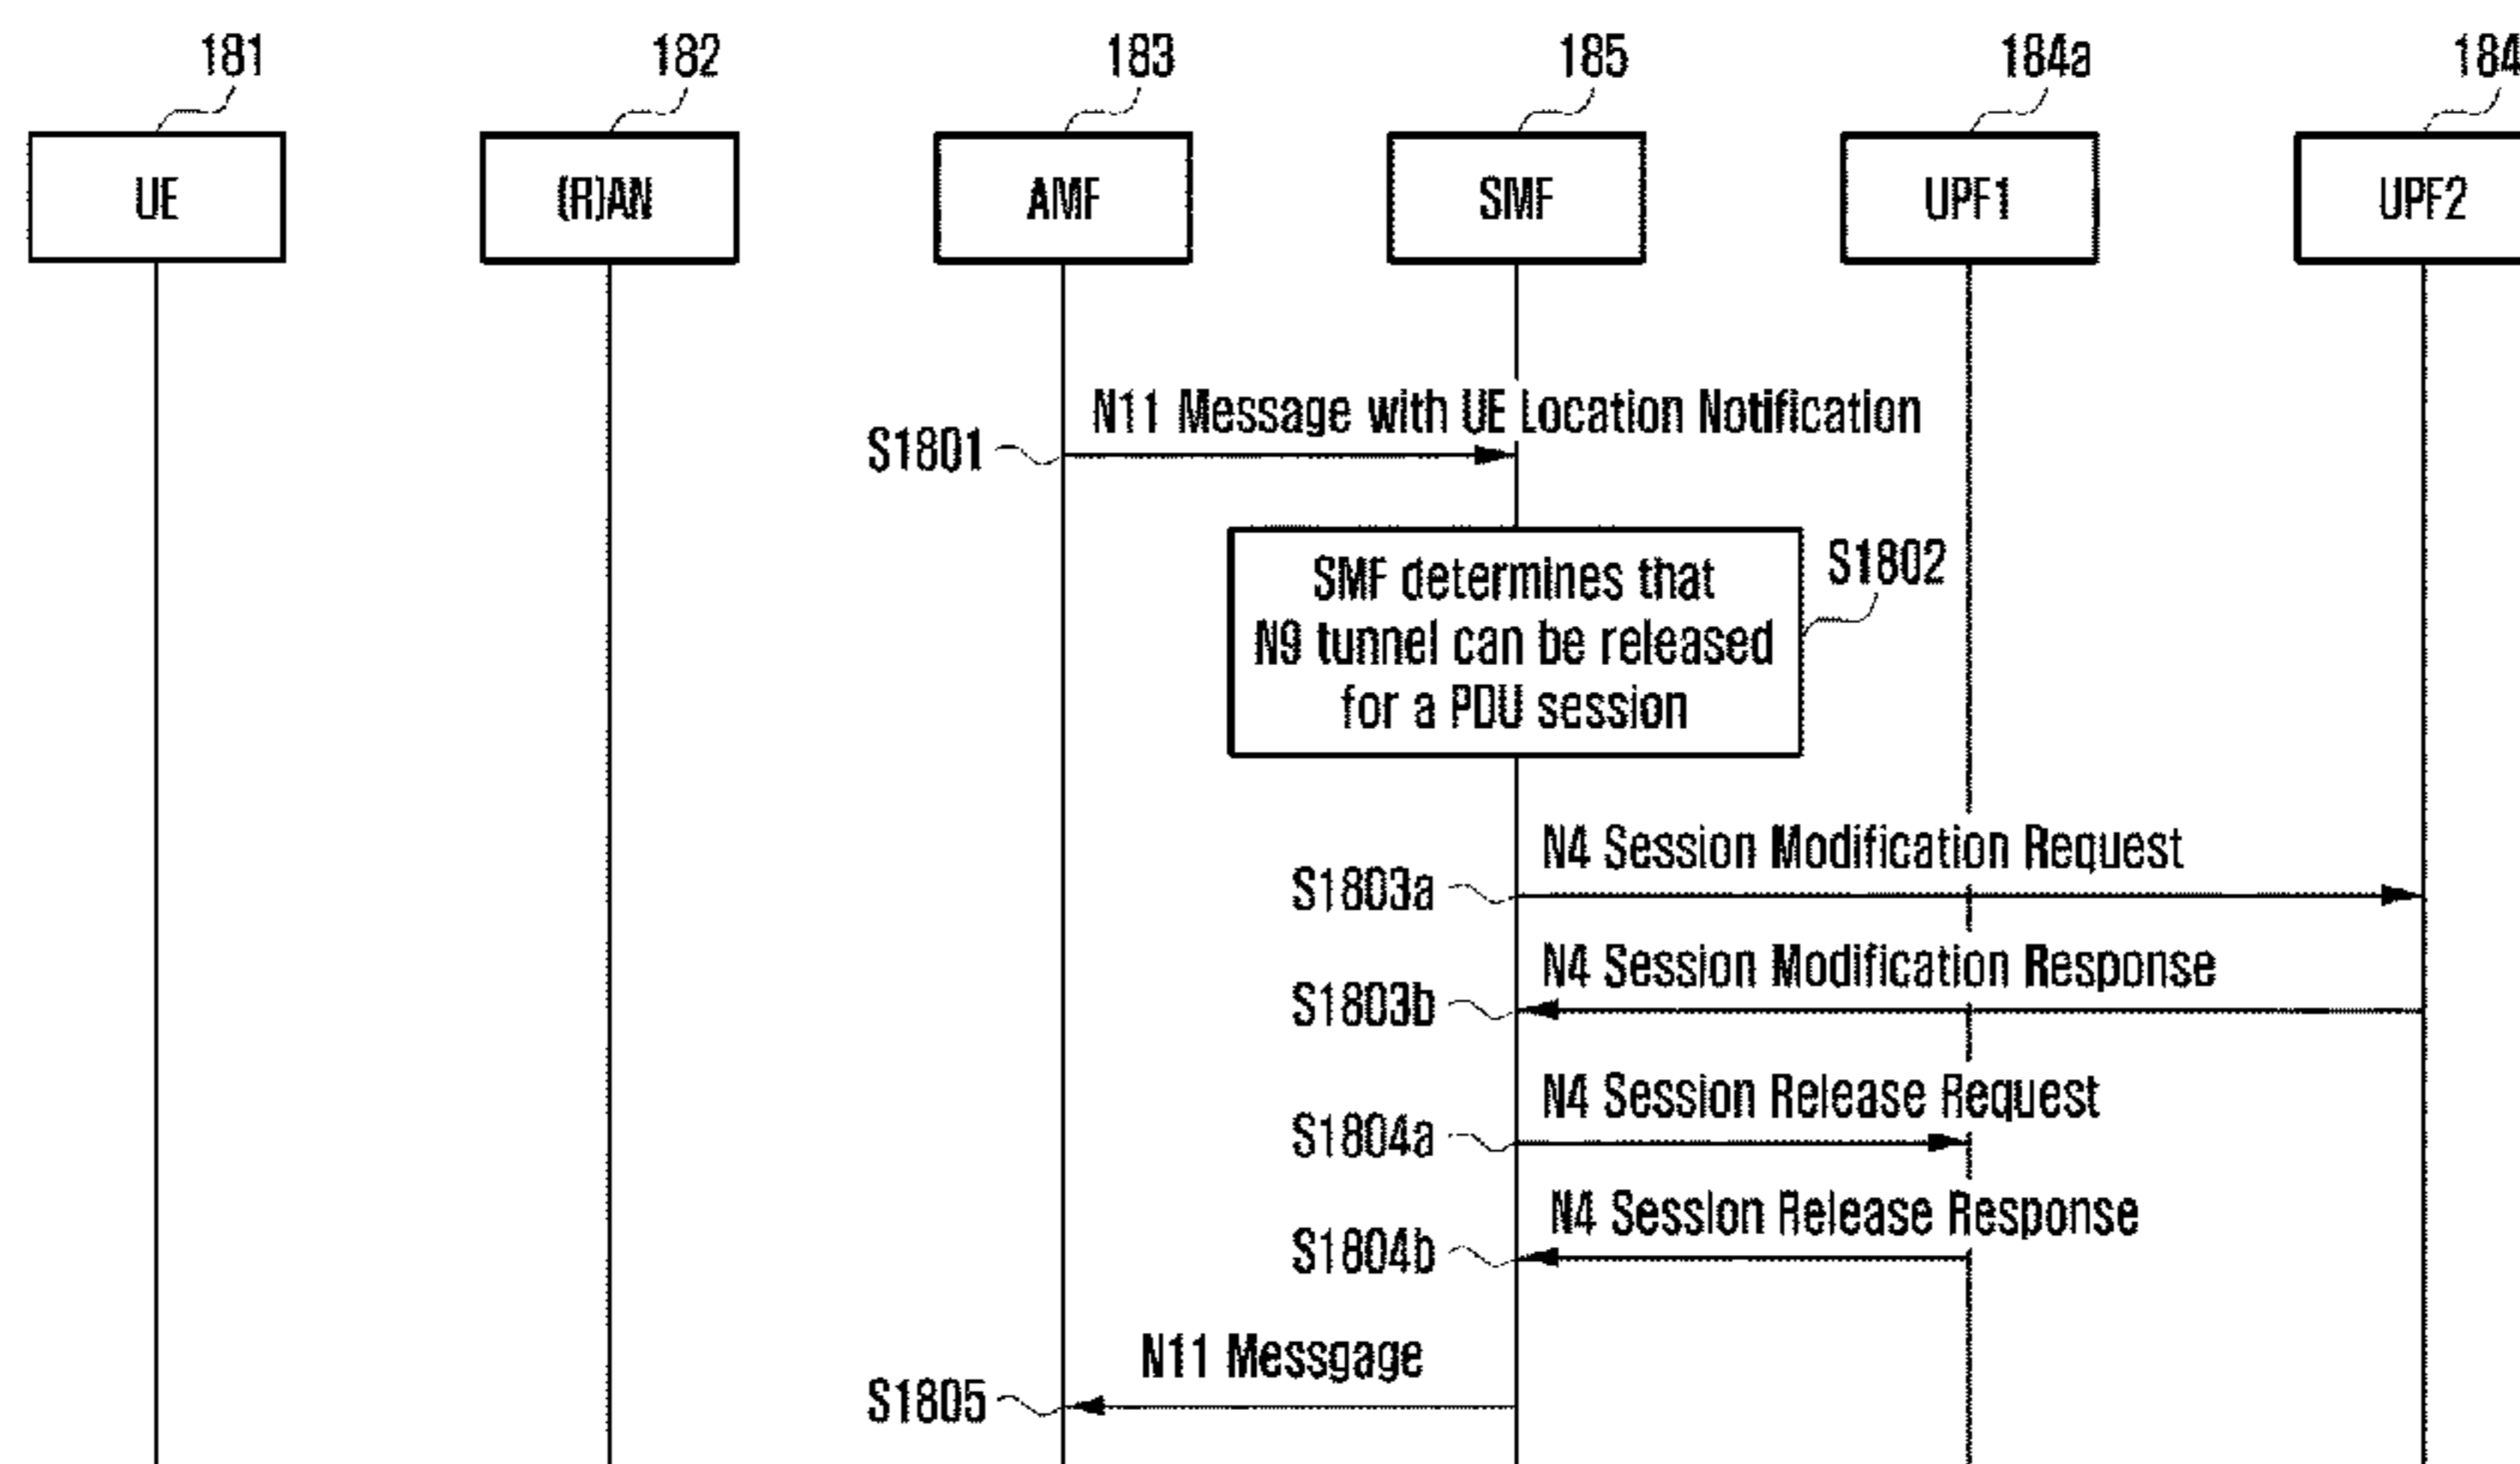 181 182 183 185 184a 184
UE (R)AN AMF SMF UPF1 UPF2
N11 Message with UE Location Notification
S1801
SMF determines that
N9 tunnel can be released
for a PDU session
S1802
N4 Session Modification Request
S1803a
N4 Session Modification Response
S1803b
N4 Session Release Request
S1804a
N4 Session Release Response
S1804b
N11 Messgage
S1805